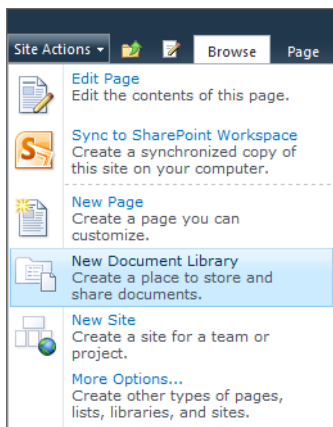 Site Actions Browse Page
Edit Page
Edit the contents of this page.
Sync to SharePoint Workspace
Create a synchronized copy of
this site on your computer.
New Page
Create a page you can
customize.
New Document Library
Create a place to store and
share documents.
New Site
Create a site for a team or
project.
More Options...
Create other types of pages,
lists, libraries, and sites.